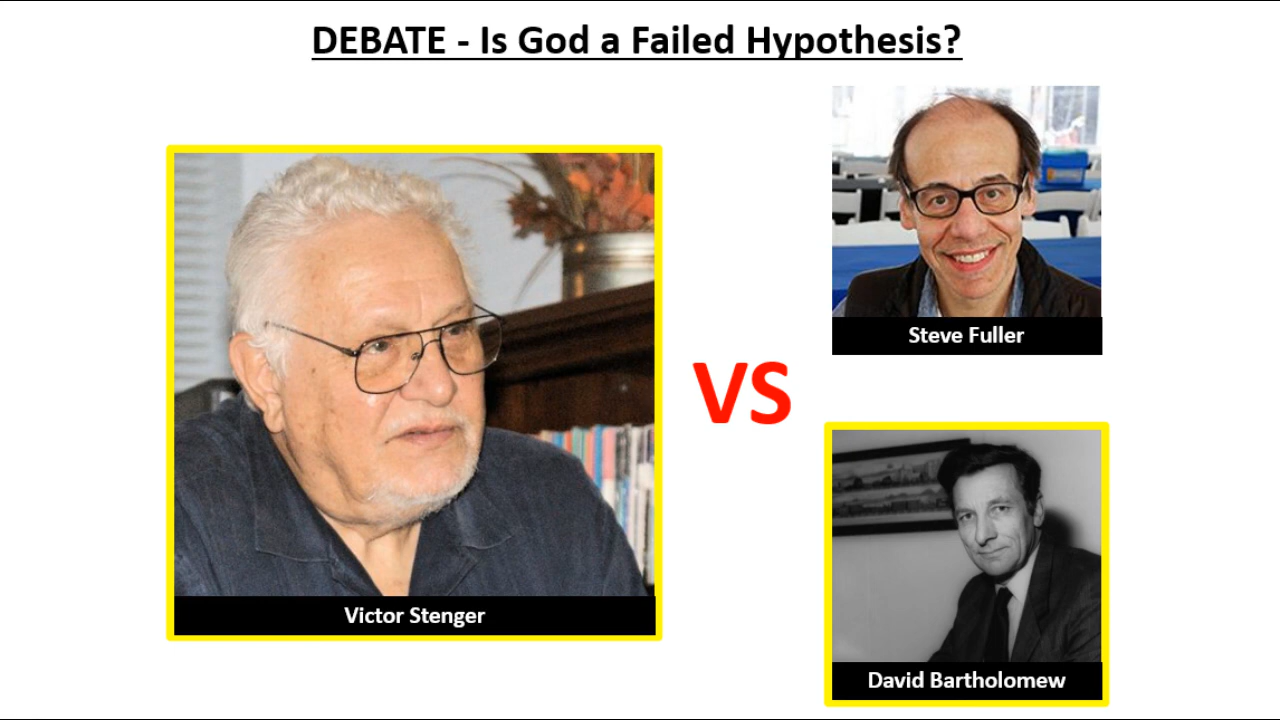 DEBATE - Is God a Failed Hypothesis?
Steve Fuller
VS
Victor Stenger
David Bartholomew